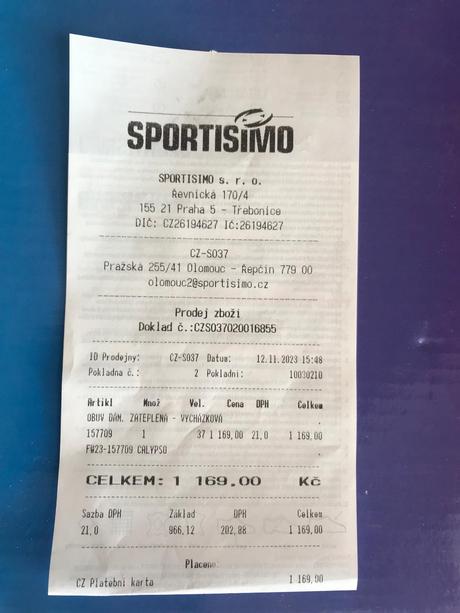 SPORTISIMO
SPORTISIMO s. r. o.
Řevnická 170/4
155 21 Praha 5 - Třebonice
DIČ: CZ26194627 IČ:26194627
CZ-S037
Pražská 255/41 Olomouc - Řepčín 779 00
olomouc2@sportisimo.cz
Prodej zboží
Doklad č.:CZS037020016855
ID Prodejny: CZ-S037 Datum: 12.11.2023 15:48
Pokladna č.: 2 Pokladní: 10030210
Artikl Množ Vel. Cena DPH Celkem
OBUV DÁM. ZATEPLENÁ - VYCHÁZKOVÁ
157709 1 37 1 169,00 21,0 1 169,00
FW23-157709 CALYPSO
CELKEM: 1 169.00 Kč
Sazba DPH Základ DPH Celkem
21,0 966,12 202,88 1 169,00
Placeno:
CZ Platební karta 1 169,00